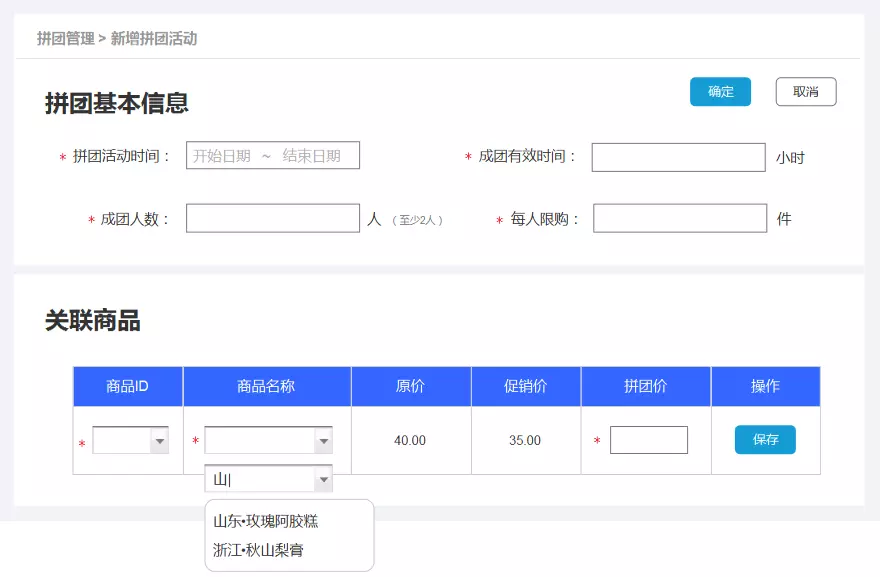 拼团管理 > 新增拼团活动
拼团基本信息
确定 取消
* 拼团活动时间： 开始日期 ~ 结束日期 * 成团有效时间： 小时
* 成团人数： 人 （至少2人） * 每人限购： 件
关联商品
商品ID 商品名称 原价 促销价 拼团价 操作
* * 40.00 35.00 * 保存
山
山东•玫瑰阿胶糕
浙江•秋山梨膏